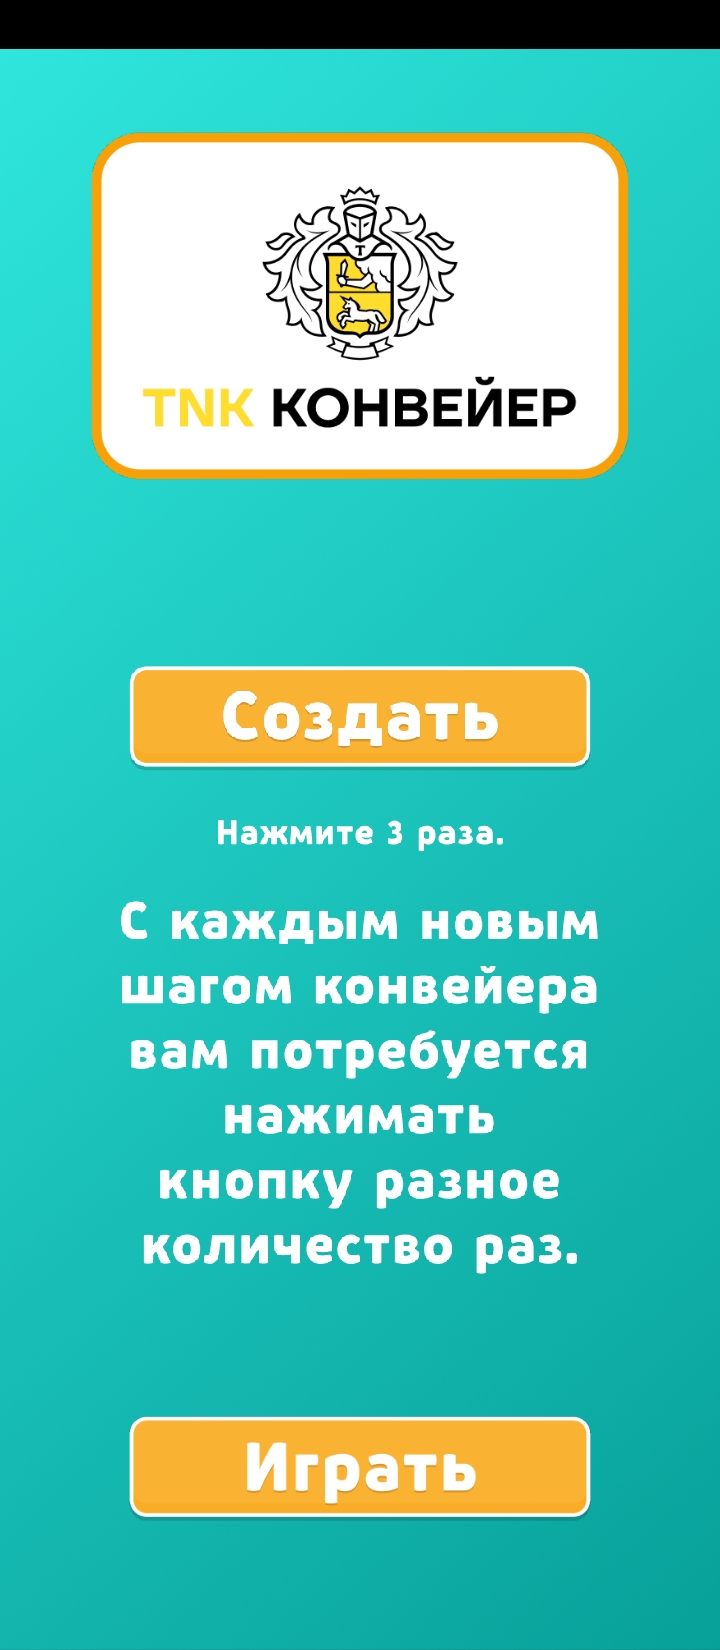 Т
TNK КОНВЕЙЕР
Создать
Нажмите 3 раза.
С каждым новым
шагом конвейера
вам потребуется
нажимать
кнопку разное
количество раз.
Играть